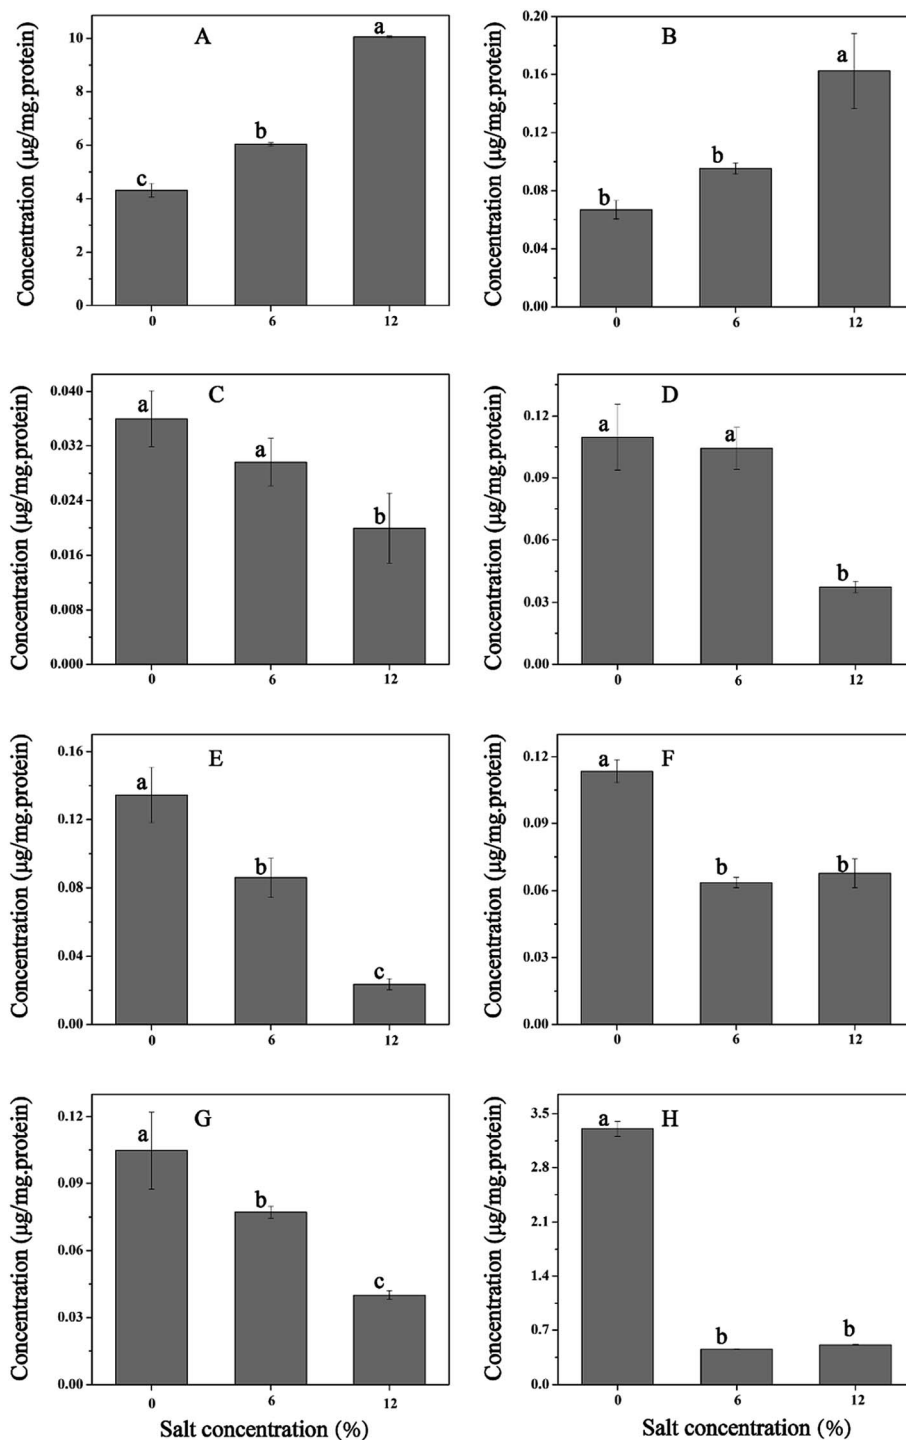 A
Concentration (μg/mg.protein)
10
8
6
4
2
0
c
b
a
0 6 12
B
Concentration (μg/mg.protein)
0.20
0.16
0.12
0.08
0.04
0.00
b
b
a
0 6 12
C
Concentration (μg/mg.protein)
0.040
0.032
0.024
0.016
0.008
0.000
a
a
b
0 6 12
D
Concentration (μg/mg.protein)
0.12
0.09
0.06
0.03
0.00
a
a
b
0 6 12
E
Concentration (μg/mg.protein)
0.16
0.12
0.08
0.04
0.00
a
b
c
0 6 12
F
Concentration (μg/mg.protein)
0.12
0.09
0.06
0.03
0.00
a
b
b
0 6 12
G
Concentration (μg/mg.protein)
0.12
0.09
0.06
0.03
0.00
a
b
c
0 6 12
Salt concentration (%)
H
Concentration (μg/mg.protein)
3.5
2.8
2.1
1.4
0.7
0.0
a
b
b
0 6 12
Salt concentration (%)